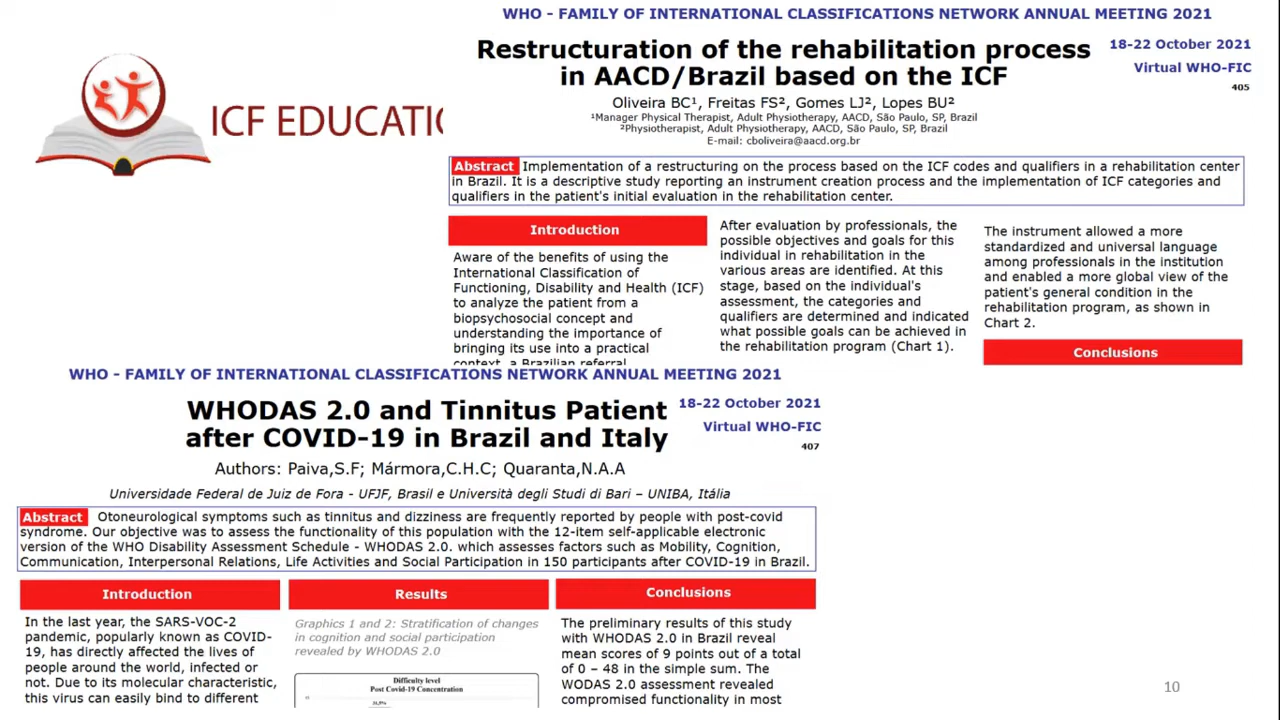 ICF EDUCATIO
WHO - FAMILY OF INTERNATIONAL CLASSIFICATIONS NETWORK ANNUAL MEETING 2021
Restructuration of the rehabilitation process
in AACD/Brazil based on the ICF
18-22 October 2021
Virtual WHO-FIC
405
Oliveira BC¹, Freitas FS², Gomes LJ², Lopes BU²
¹Manager Physical Therapist, Adult Physiotherapy, AACD, São Paulo, SP, Brazil
²Physiotherapist, Adult Physiotherapy, AACD, São Paulo, SP, Brazil
E-mail: cboliveira@aacd.org.br
Abstract Implementation of a restructuring on the process based on the ICF codes and qualifiers in a rehabilitation center
in Brazil. It is a descriptive study reporting an instrument creation process and the implementation of ICF categories and
qualifiers in the patient's initial evaluation in the rehabilitation center.
Introduction
Aware of the benefits of using the
International Classification of
Functioning, Disability and Health (ICF)
to analyze the patient from a
biopsychosocial concept and
understanding the importance of
bringing its use into a practical
context, a Brazilian referral
After evaluation by professionals, the
possible objectives and goals for this
individual in rehabilitation in the
various areas are identified. At this
stage, based on the individual's
assessment, the categories and
qualifiers are determined and indicated
what possible goals can be achieved in
the rehabilitation program (Chart 1).
The instrument allowed a more
standardized and universal language
among professionals in the institution
and enabled a more global view of the
patient's general condition in the
rehabilitation program, as shown in
Chart 2.
Conclusions
WHO - FAMILY OF INTERNATIONAL CLASSIFICATIONS NETWORK ANNUAL MEETING 2021
WHODAS 2.0 and Tinnitus Patient
after COVID-19 in Brazil and Italy
18-22 October 2021
Virtual WHO-FIC
407
Authors: Paiva,S.F; Mármora,C.H.C; Quaranta,N.A.A
Universidade Federal de Juiz de Fora - UFJF, Brasil e Università degli Studi di Bari – UNIBA, Itália
Abstract Otoneurological symptoms such as tinnitus and dizziness are frequently reported by people with post-covid
syndrome. Our objective was to assess the functionality of this population with the 12-item self-applicable electronic
version of the WHO Disability Assessment Schedule - WHODAS 2.0. which assesses factors such as Mobility, Cognition,
Communication, Interpersonal Relations, Life Activities and Social Participation in 150 participants after COVID-19 in Brazil.
Introduction
In the last year, the SARS-VOC-2
pandemic, popularly known as COVID-
19, has directly affected the lives of
people around the world, infected or
not. Due to its molecular characteristic,
this virus can easily bind to different
Results
Graphics 1 and 2: Stratification of changes
in cognition and social participation
revealed by WHODAS 2.0
Difficulty level
Post Covid-19 Concentration
Conclusions
The preliminary results of this study
with WHODAS 2.0 in Brazil reveal
mean scores of 9 points out of a total
of 0 – 48 in the simple sum. The
WODAS 2.0 assessment revealed
compromised functionality in most
10